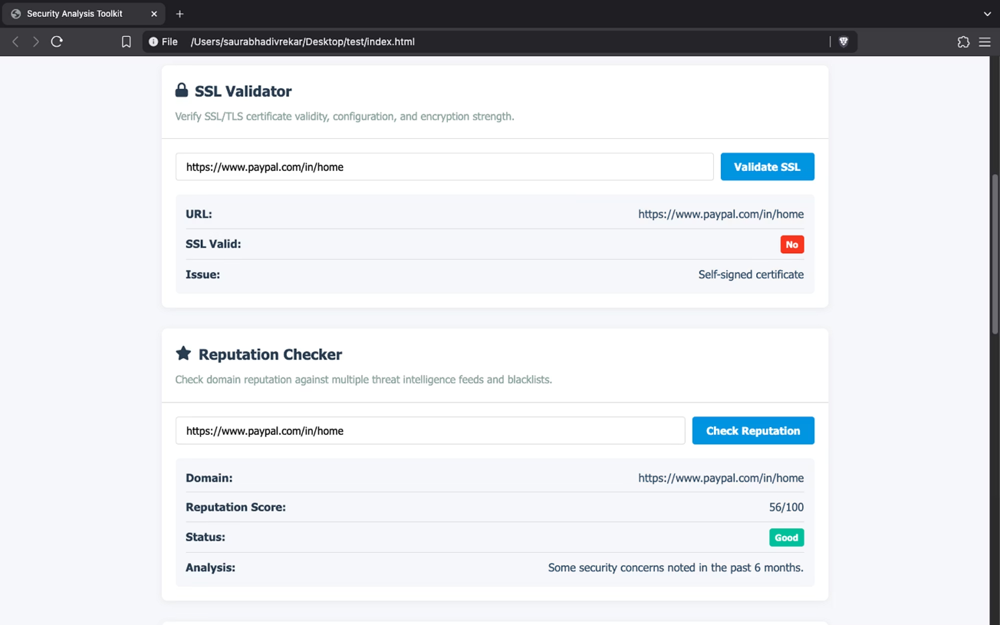 Security Analysis Toolkit
File /Users/saurabhadivrekar/Desktop/test/index.html
SSL Validator
Verify SSL/TLS certificate validity, configuration, and encryption strength.
https://www.paypal.com/in/home Validate SSL
URL: https://www.paypal.com/in/home
SSL Valid: No
Issue: Self-signed certificate
Reputation Checker
Check domain reputation against multiple threat intelligence feeds and blacklists.
https://www.paypal.com/in/home Check Reputation
Domain: https://www.paypal.com/in/home
Reputation Score: 56/100
Status: Good
Analysis: Some security concerns noted in the past 6 months.